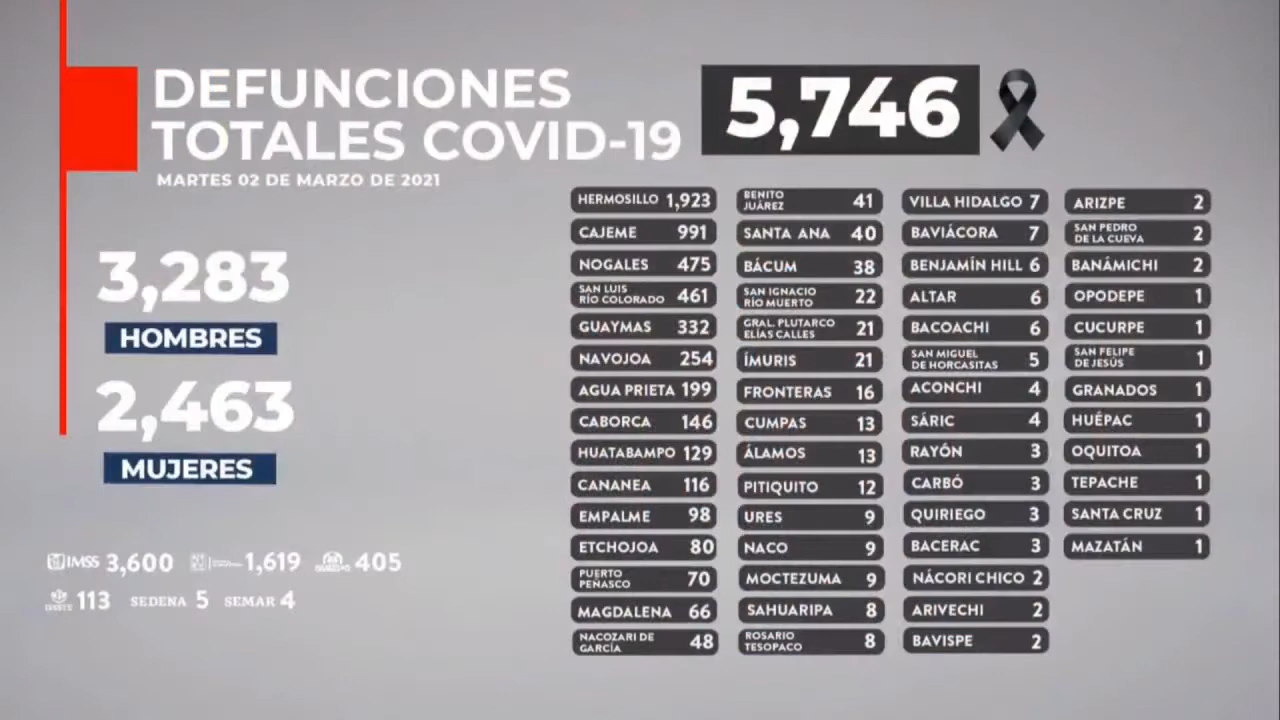 DEFUNCIONES
TOTALES COVID-19
5,746
MARTES 02 DE MARZO DE 2021
3,283
HOMBRES
2,463
MUJERES
IMSS 3,600
1,619
405
113
SEDENA 5
SEMAR 4
HERMOSILLO 1,923
CAJEME 991
NOGALES 475
SAN LUIS
RÍO COLORADO 461
GUAYMAS 332
NAVOJOA 254
AGUA PRIETA 199
CABORCA 146
HUATABAMPO 129
CANANEA 116
EMPALME 98
ETCHOJOA 80
PUERTO
PEÑASCO 70
MAGDALENA 66
NACOZARI DE
GARCÍA 48
BENITO
JUÁREZ 41
SANTA ANA 40
BÁCUM 38
SAN IGNACIO
RÍO MUERTO 22
GRAL. PLUTARCO
ELÍAS CALLES 21
ÍMURIS 21
FRONTERAS 16
CUMPAS 13
ÁLAMOS 13
PITIQUITO 12
URES 9
NACO 9
MOCTEZUMA 9
SAHUARIPA 8
ROSARIO
TESOPACO 8
VILLA HIDALGO 7
BAVIÁCORA 7
BENJAMÍN HILL 6
ALTAR 6
BACOACHI 6
SAN MIGUEL
DE HORCASITAS 5
ACONCHI 4
SÁRIC 4
RAYÓN 3
CARBÓ 3
QUIRIEGO 3
BACERAC 3
NÁCORI CHICO 2
ARIVECHI 2
BAVISPE 2
ARIZPE 2
SAN PEDRO
DE LA CUEVA 2
BANÁMICHI 2
OPODEPE 1
CUCURPE 1
SAN FELIPE
DE JESÚS 1
GRANADOS 1
HUÉPAC 1
OQUITOA 1
TEPACHE 1
SANTA CRUZ 1
MAZATÁN 1